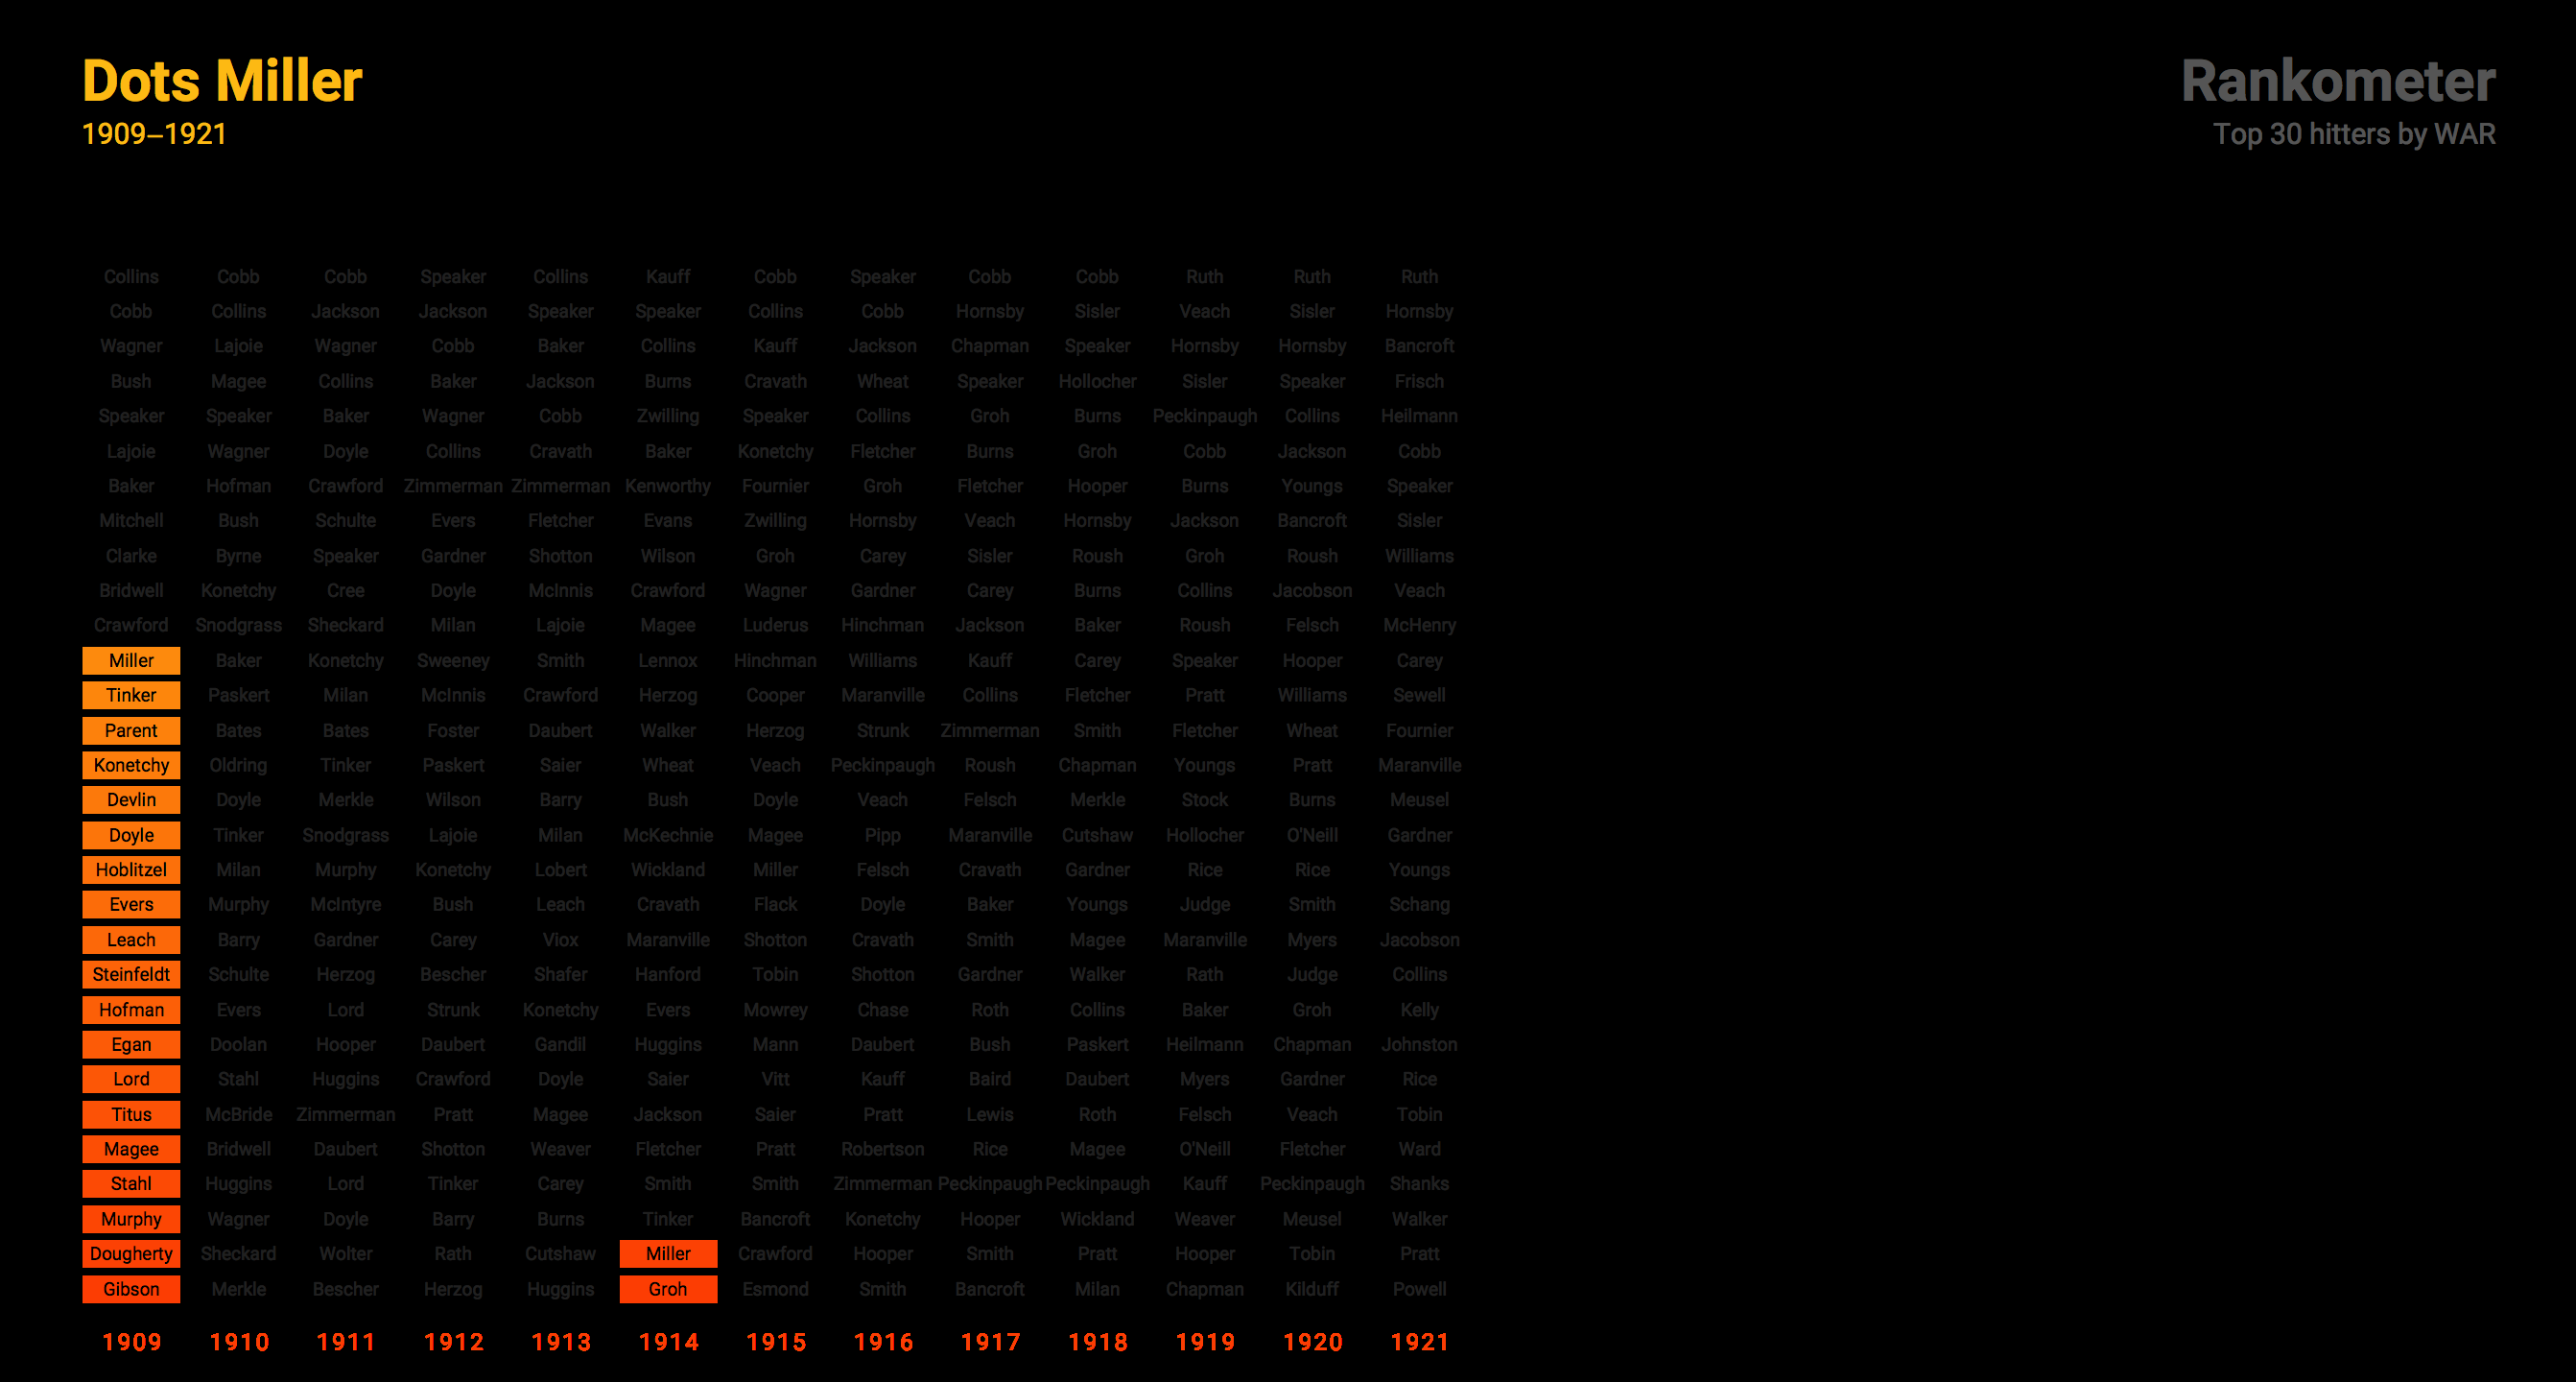 Dots Miller Rankometer
1909–1921 Top 30 hitters by WAR
Collins Cobb Cobb Speaker Collins Kauff Cobb Speaker Cobb Cobb Ruth Ruth Ruth
Cobb Collins Jackson Jackson Speaker Speaker Collins Cobb Hornsby Sisler Veach Sisler Hornsby
Wagner Lajoie Wagner Cobb Baker Collins Kauff Jackson Chapman Speaker Hornsby Hornsby Bancroft
Bush Magee Collins Baker Jackson Burns Cravath Wheat Speaker Hollocher Sisler Speaker Frisch
Speaker Speaker Baker Wagner Cobb Zwilling Speaker Collins Groh Burns Peckinpaugh Collins Heilmann
Lajoie Wagner Doyle Collins Cravath Baker Konetchy Fletcher Burns Groh Cobb Jackson Cobb
Baker Hofman Crawford Zimmerman Zimmerman Kenworthy Fournier Groh Fletcher Hooper Burns Youngs Speaker
Mitchell Bush Schulte Evers Fletcher Evans Zwilling Hornsby Veach Hornsby Jackson Bancroft Sisler
Clarke Byrne Speaker Gardner Shotton Wilson Groh Carey Sisler Roush Groh Roush Williams
Bridwell Konetchy Cree Doyle McInnis Crawford Wagner Gardner Carey Burns Collins Jacobson Veach
Crawford Snodgrass Sheckard Milan Lajoie Magee Luderus Hinchman Jackson Baker Roush Felsch McHenry
Miller Baker Konetchy Sweeney Smith Lennox Hinchman Williams Kauff Carey Speaker Hooper Carey
Tinker Paskert Milan McInnis Crawford Herzog Cooper Maranville Collins Fletcher Pratt Williams Sewell
Parent Bates Bates Foster Daubert Walker Herzog Strunk Zimmerman Smith Fletcher Wheat Fournier
Konetchy Oldring Tinker Paskert Saier Wheat Veach Peckinpaugh Roush Chapman Youngs Pratt Maranville
Devlin Doyle Merkle Wilson Barry Bush Doyle Veach Felsch Merkle Stock Burns Meusel
Doyle Tinker Snodgrass Lajoie Milan McKechnie Magee Pipp Maranville Cutshaw Hollocher O'Neill Gardner
Hoblitzel Milan Murphy Konetchy Lobert Wickland Miller Felsch Cravath Gardner Rice Rice Youngs
Evers Murphy McIntyre Bush Leach Cravath Flack Doyle Baker Youngs Judge Smith Schang
Leach Barry Gardner Carey Viox Maranville Shotton Cravath Smith Magee Maranville Myers Jacobson
Steinfeldt Schulte Herzog Bescher Shafer Hanford Tobin Shotton Gardner Walker Rath Judge Collins
Hofman Evers Lord Strunk Konetchy Evers Mowrey Chase Roth Collins Baker Groh Kelly
Egan Doolan Hooper Daubert Gandil Huggins Mann Daubert Bush Paskert Heilmann Chapman Johnston
Lord Stahl Huggins Crawford Doyle Saier Vitt Kauff Baird Daubert Myers Gardner Rice
Titus McBride Zimmerman Pratt Magee Jackson Saier Pratt Lewis Roth Felsch Veach Tobin
Magee Bridwell Daubert Shotton Weaver Fletcher Pratt Robertson Rice Magee O'Neill Fletcher Ward
Stahl Huggins Lord Tinker Carey Smith Smith Zimmerman Peckinpaugh Peckinpaugh Kauff Peckinpaugh Shanks
Murphy Wagner Doyle Barry Burns Tinker Bancroft Konetchy Hooper Wickland Weaver Meusel Walker
Dougherty Sheckard Wolter Rath Cutshaw Miller Crawford Hooper Smith Pratt Hooper Tobin Pratt
Gibson Merkle Bescher Herzog Huggins Groh Esmond Smith Bancroft Milan Chapman Kilduff Powell
1909 1910 1911 1912 1913 1914 1915 1916 1917 1918 1919 1920 1921